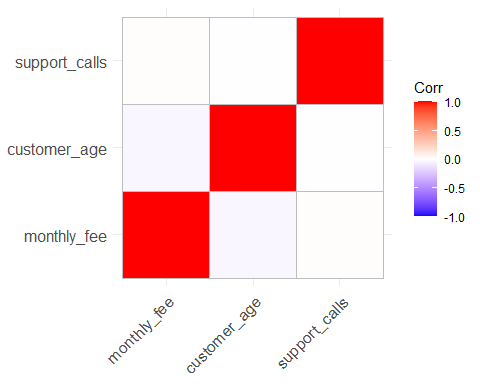 support_calls
customer_age
monthly_fee
monthly_fee
customer_age
support_calls
Corr
1.0
0.5
0.0
-0.5
-1.0